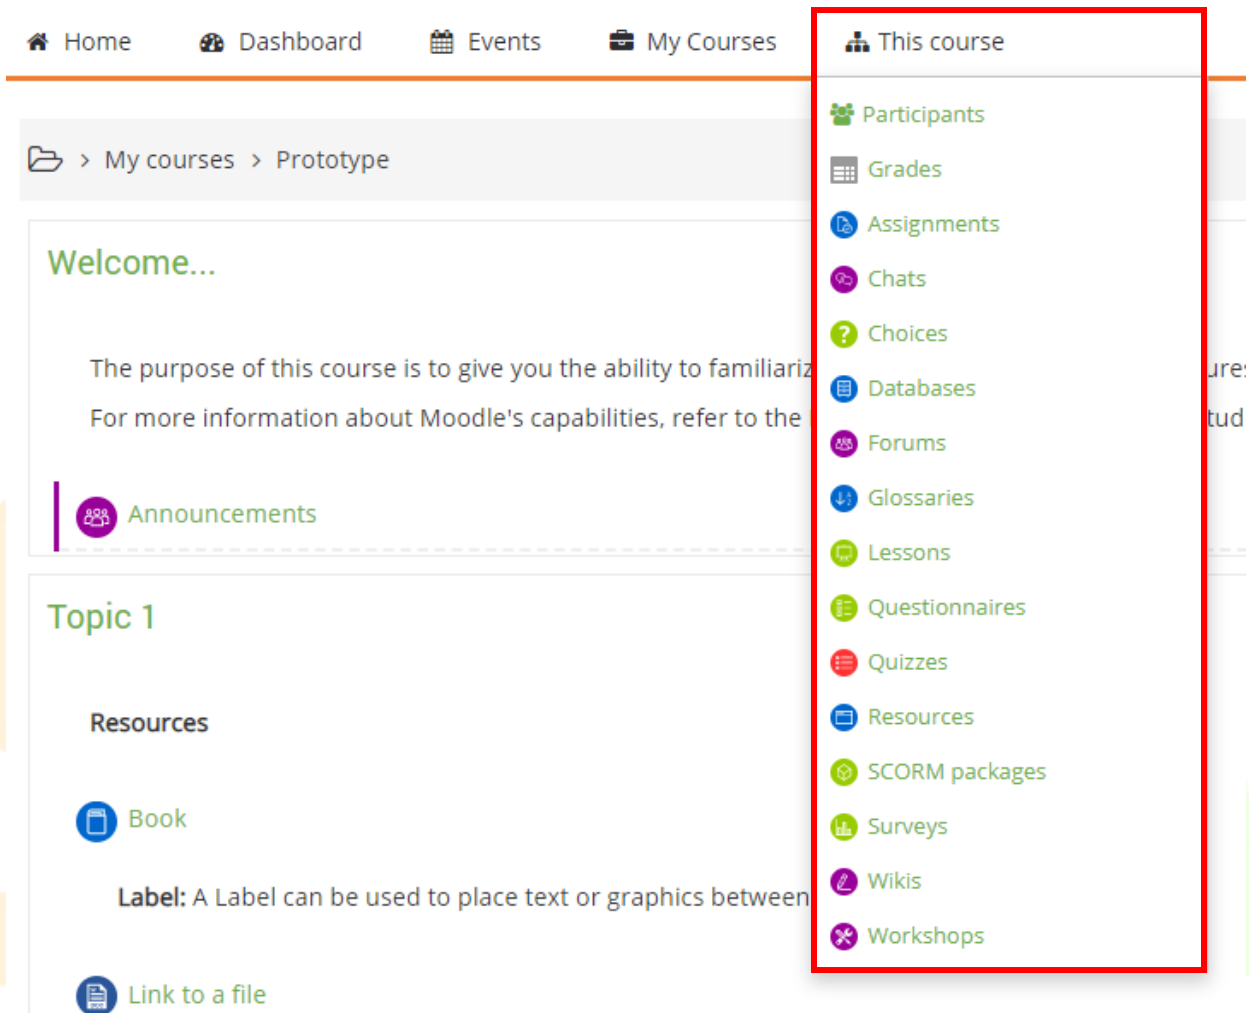 Home Dashboard Events My Courses This course
> My courses > Prototype
Welcome...
The purpose of this course is to give you the ability to
For more information about Moodle's capabilities, refer to the
Announcements
Topic 1
Resources
Book
Label: A Label can be used to place text or graphics between
Link to a file
Participants
Grades
Assignments
Chats
Choices
Databases
Forums
Glossaries
Lessons
Questionnaires
Quizzes
Resources
SCORM packages
Surveys
Wikis
Workshops